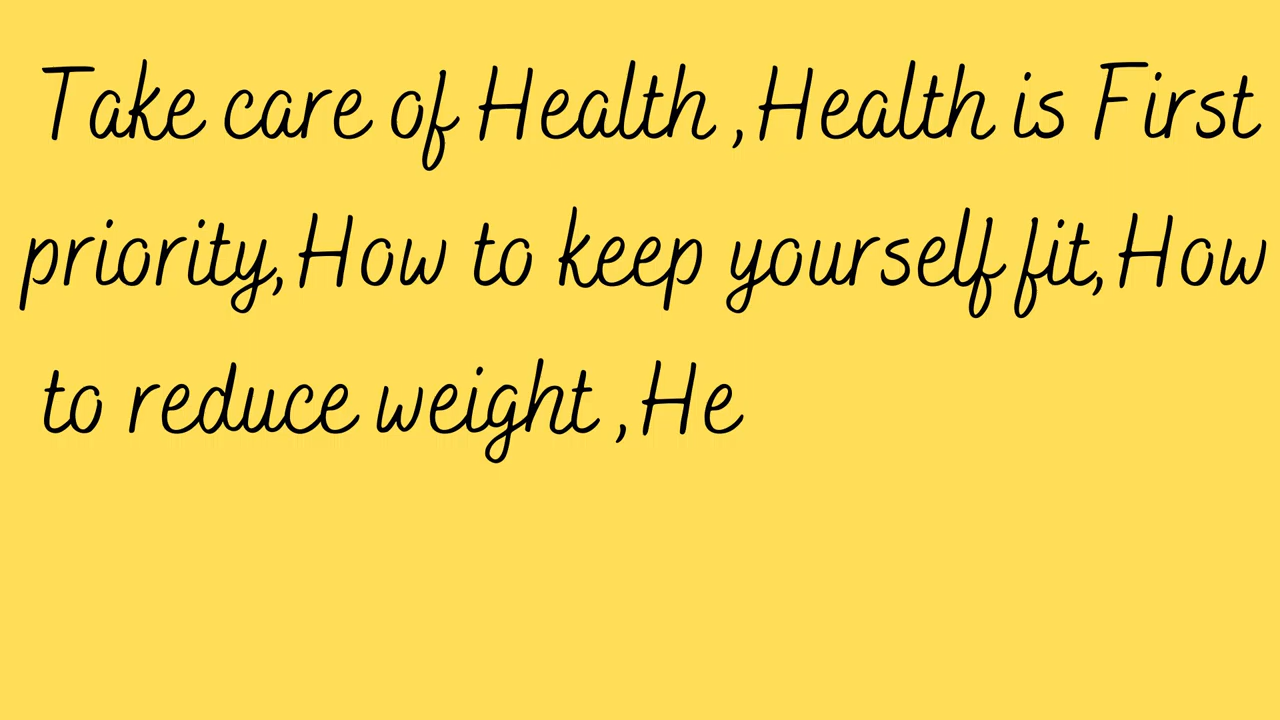 Take care of Health ,Health is First
priority,How to keep yourself fit,How
to reduce weight ,He